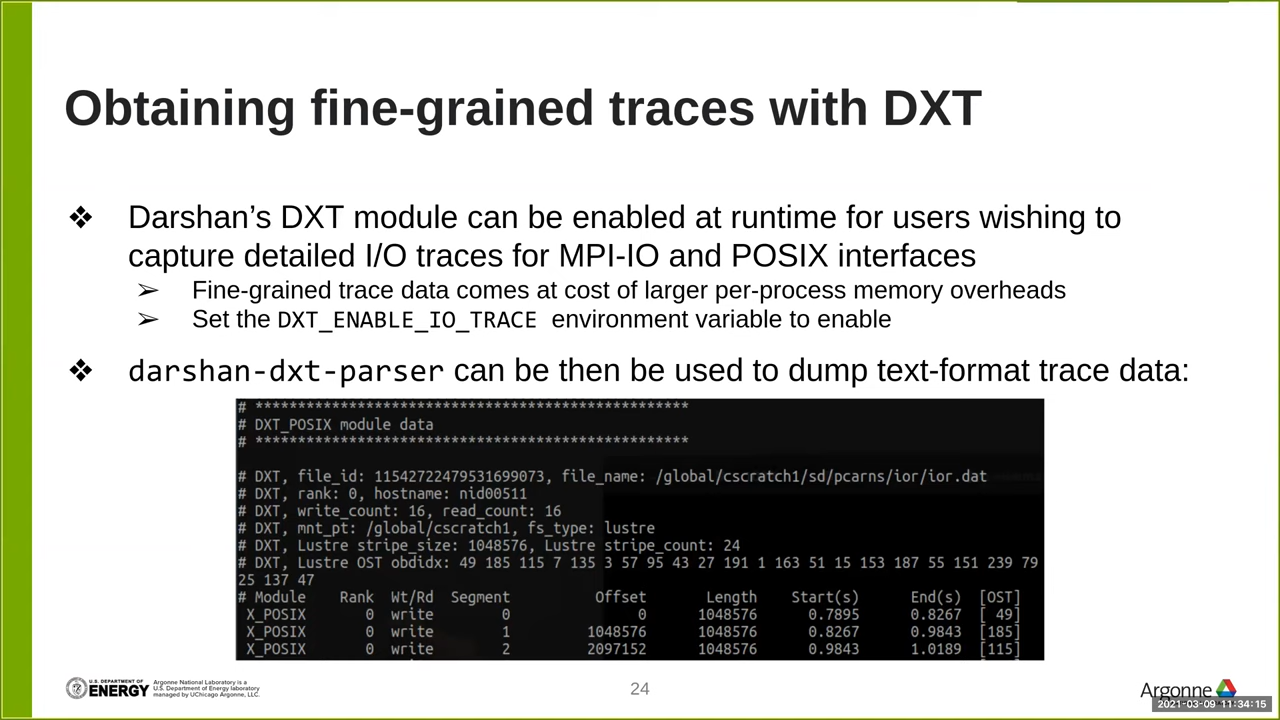 Obtaining fine-grained traces with DXT
❖ Darshan’s DXT module can be enabled at runtime for users wishing to
capture detailed I/O traces for MPI-IO and POSIX interfaces
➢ Fine-grained trace data comes at cost of larger per-process memory overheads
➢ Set the DXT_ENABLE_IO_TRACE environment variable to enable
❖ darshan-dxt-parser can be then be used to dump text-format trace data:
# ***************************************************
# DXT_POSIX module data
# ***************************************************
# DXT, file_id: 11542722479531699073, file_name: /global/cscratch1/sd/pcarns/ior/ior.dat
# DXT, rank: 0, hostname: nid00511
# DXT, write_count: 16, read_count: 16
# DXT, mnt_pt: /global/cscratch1, fs_type: lustre
# DXT, Lustre stripe_size: 1048576, Lustre stripe_count: 24
# DXT, Lustre OST obdidx: 49 185 115 7 135 3 57 95 43 27 191 1 163 51 15 153 187 55 151 239 79
25 137 47
# Module Rank Wt/Rd Segment Offset Length Start(s) End(s) [OST]
X_POSIX 0 write 0 0 1048576 0.7895 0.8267 [ 49]
X_POSIX 0 write 1 1048576 1048576 0.8267 0.9843 [185]
X_POSIX 0 write 2 2097152 1048576 0.9843 1.0189 [115]
U.S. DEPARTMENT OF
ENERGY
Argonne National Laboratory is a
U.S. Department of Energy laboratory
managed by UChicago Argonne, LLC.
24
Argonne
2021-03-09 11:34:15